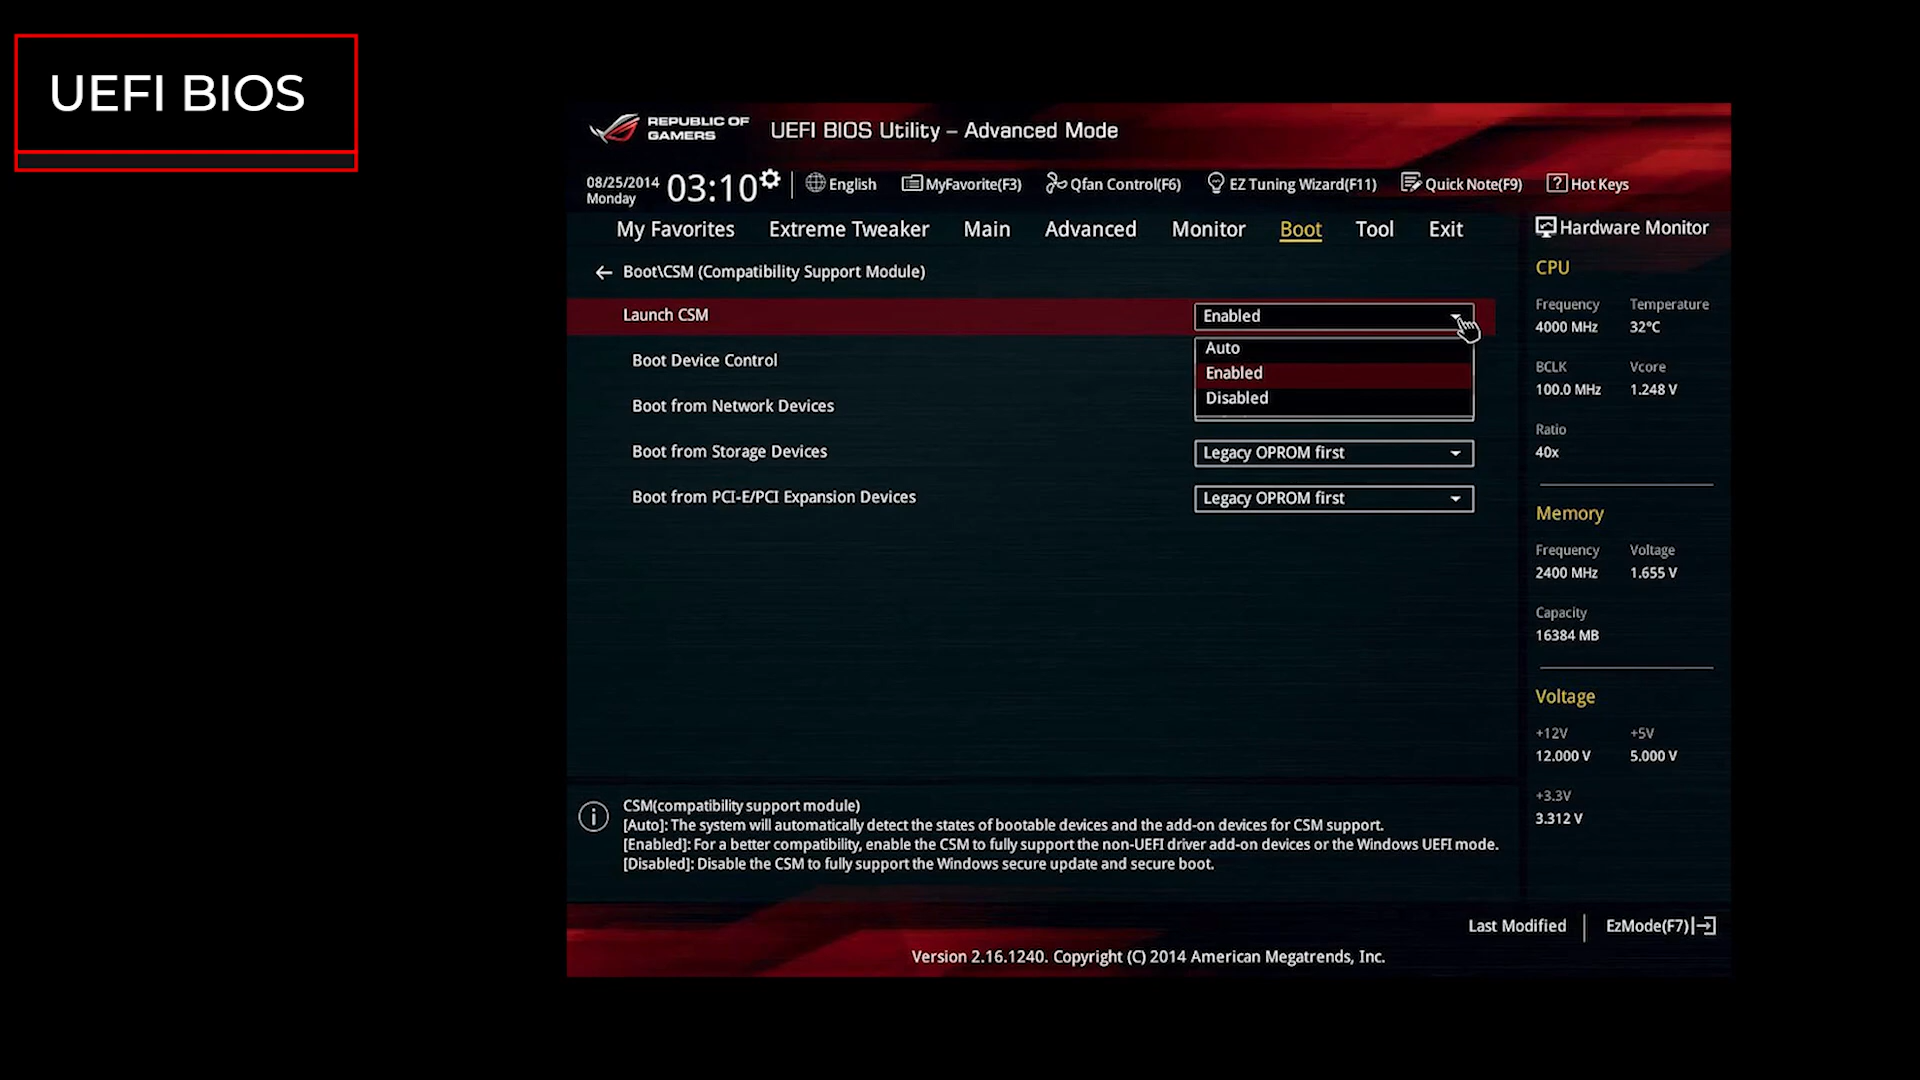 UEFI BIOS
REPUBLIC OF
GAMERS
UEFI BIOS Utility – Advanced Mode
08/25/2014
Monday
03:10
English
MyFavorite(F3)
Qfan Control(F6)
EZ Tuning Wizard(F11)
Quick Note(F9)
? Hot Keys
My Favorites
Extreme Tweaker
Main
Advanced
Monitor
Boot
Tool
Exit
Boot\CSM (Compatibility Support Module)
Launch CSM
Enabled
Auto
Enabled
Disabled
Boot Device Control
Boot from Network Devices
Boot from Storage Devices
Legacy OPROM first
Boot from PCI-E/PCI Expansion Devices
Legacy OPROM first
CSM(compatibility support module)
[Auto]: The system will automatically detect the states of bootable devices and the add-on devices for CSM support.
[Enabled]: For a better compatibility, enable the CSM to fully support the non-UEFI driver add-on devices or the Windows UEFI mode.
[Disabled]: Disable the CSM to fully support the Windows secure update and secure boot.
Hardware Monitor
CPU
Frequency Temperature
4000 MHz 32°C
BCLK Vcore
100.0 MHz 1.248 V
Ratio
40x
Memory
Frequency Voltage
2400 MHz 1.655 V
Capacity
16384 MB
Voltage
+12V +5V
12.000 V 5.000 V
+3.3V
3.312 V
Last Modified
EzMode(F7)
Version 2.16.1240. Copyright (C) 2014 American Megatrends, Inc.